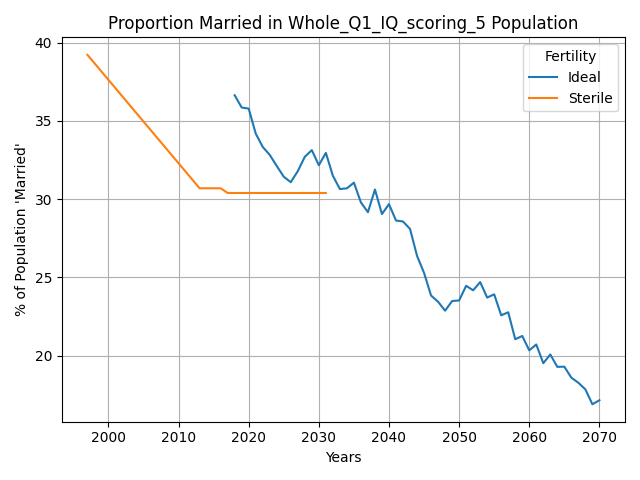 Proportion Married in Whole_Q1_IQ_scoring_5 Population
% of Population 'Married'
40
35
30
25
20
Fertility
Ideal
Sterile
2000 2010 2020 2030 2040 2050 2060 2070
Years